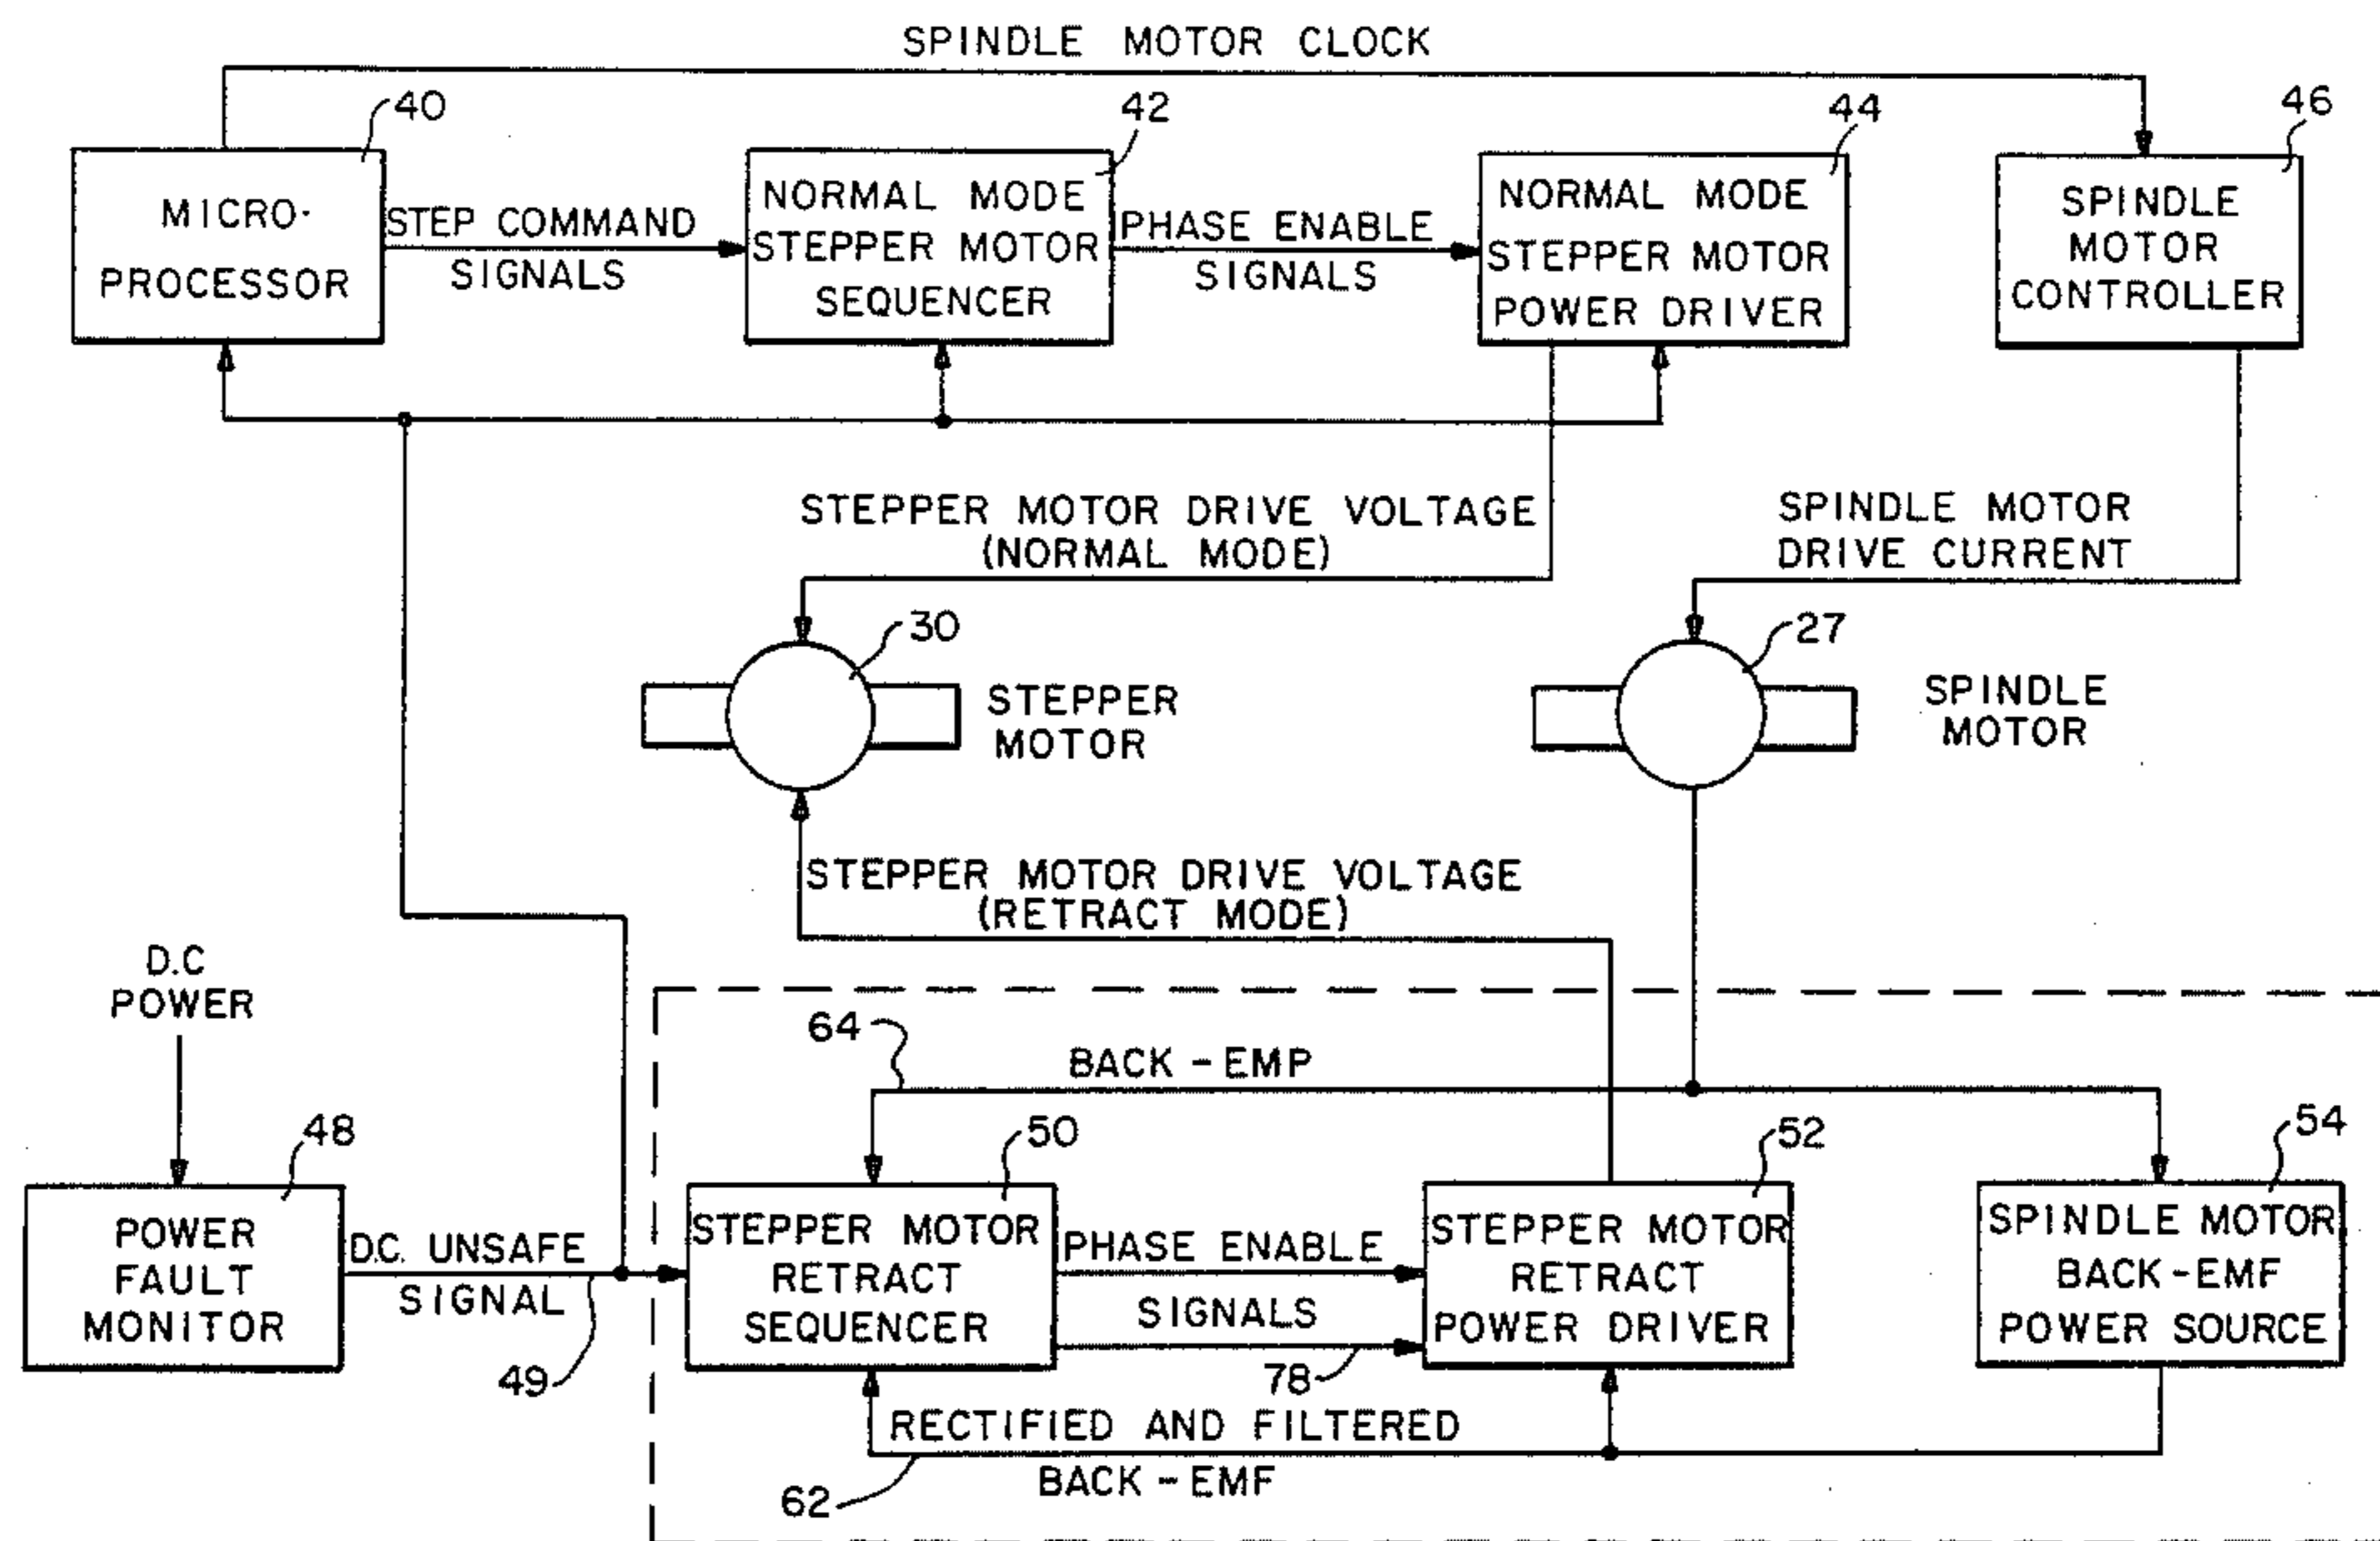 SPINDLE MOTOR CLOCK
40
42
44
46
MICRO-
PROCESSOR
STEP COMMAND
SIGNALS
NORMAL MODE
STEPPER MOTOR
SEQUENCER
PHASE ENABLE
SIGNALS
NORMAL MODE
STEPPER MOTOR
POWER DRIVER
SPINDLE
MOTOR
CONTROLLER
STEPPER MOTOR DRIVE VOLTAGE
(NORMAL MODE)
SPINDLE MOTOR
DRIVE CURRENT
30
27
STEPPER
MOTOR
SPINDLE
MOTOR
STEPPER MOTOR DRIVE VOLTAGE
(RETRACT MODE)
D.C
POWER
64
BACK-EMP
48
50
52
54
POWER
FAULT
MONITOR
D.C. UNSAFE
SIGNAL
49
STEPPER MOTOR
RETRACT
SEQUENCER
PHASE ENABLE
SIGNALS
78
STEPPER MOTOR
RETRACT
POWER DRIVER
SPINDLE MOTOR
BACK-EMF
POWER SOURCE
RECTIFIED AND FILTERED
BACK-EMF
62